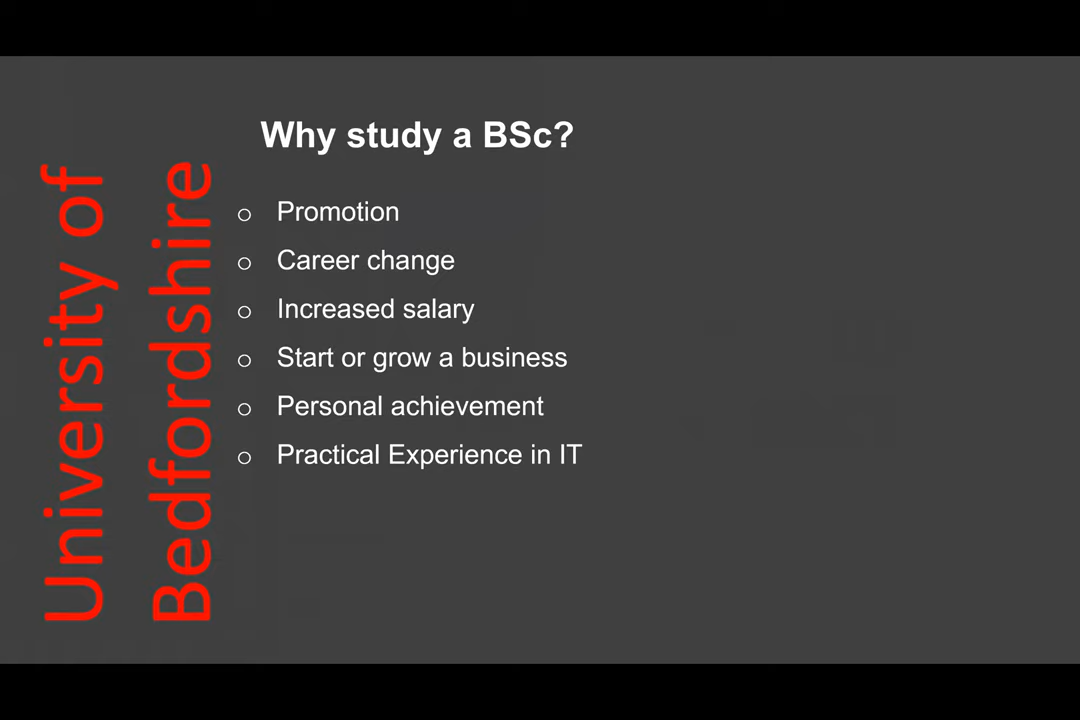 University of
Bedfordshire
Why study a BSc?
o Promotion
o Career change
o Increased salary
o Start or grow a business
o Personal achievement
o Practical Experience in IT